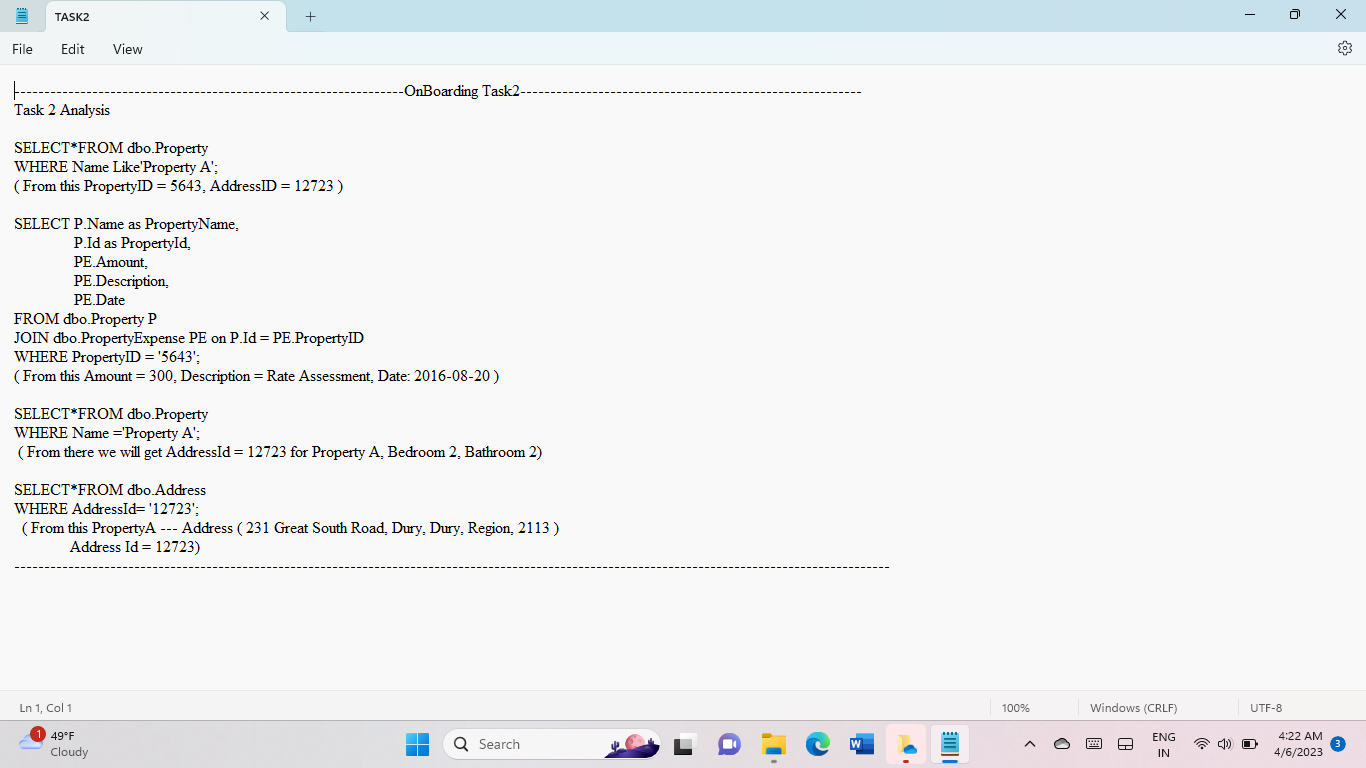 TASK2
File Edit View
-----------------------------------------------------------------OnBoarding Task2---------------------------------------------------------
Task 2 Analysis
SELECT*FROM dbo.Property
WHERE Name Like'Property A';
( From this PropertyID = 5643, AddressID = 12723 )
SELECT P.Name as PropertyName,
P.Id as PropertyId,
PE.Amount,
PE.Description,
PE.Date
FROM dbo.Property P
JOIN dbo.PropertyExpense PE on P.Id = PE.PropertyID
WHERE PropertyID = '5643';
( From this Amount = 300, Description = Rate Assessment, Date: 2016-08-20 )
SELECT*FROM dbo.Property
WHERE Name ='Property A';
( From there we will get AddressId = 12723 for Property A, Bedroom 2, Bathroom 2)
SELECT*FROM dbo.Address
WHERE AddressId= '12723';
( From this PropertyA --- Address ( 231 Great South Road, Dury, Dury, Region, 2113 )
Address Id = 12723)
--------------------------------------------------------------------------------------------------------------------------------------------------
Ln 1, Col 1 100% Windows (CRLF) UTF-8
1 49°F
Cloudy
Search
ENG
IN
4:22 AM
4/6/2023
3